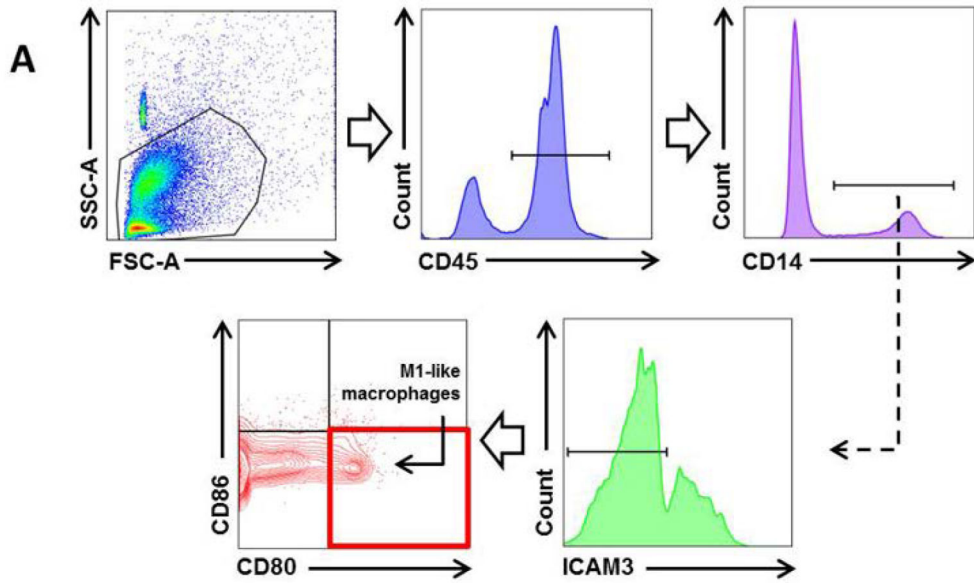 A
SSC-A
FSC-A
Count
CD45
Count
CD14
CD86
CD80
M1-like
macrophages
Count
ICAM3